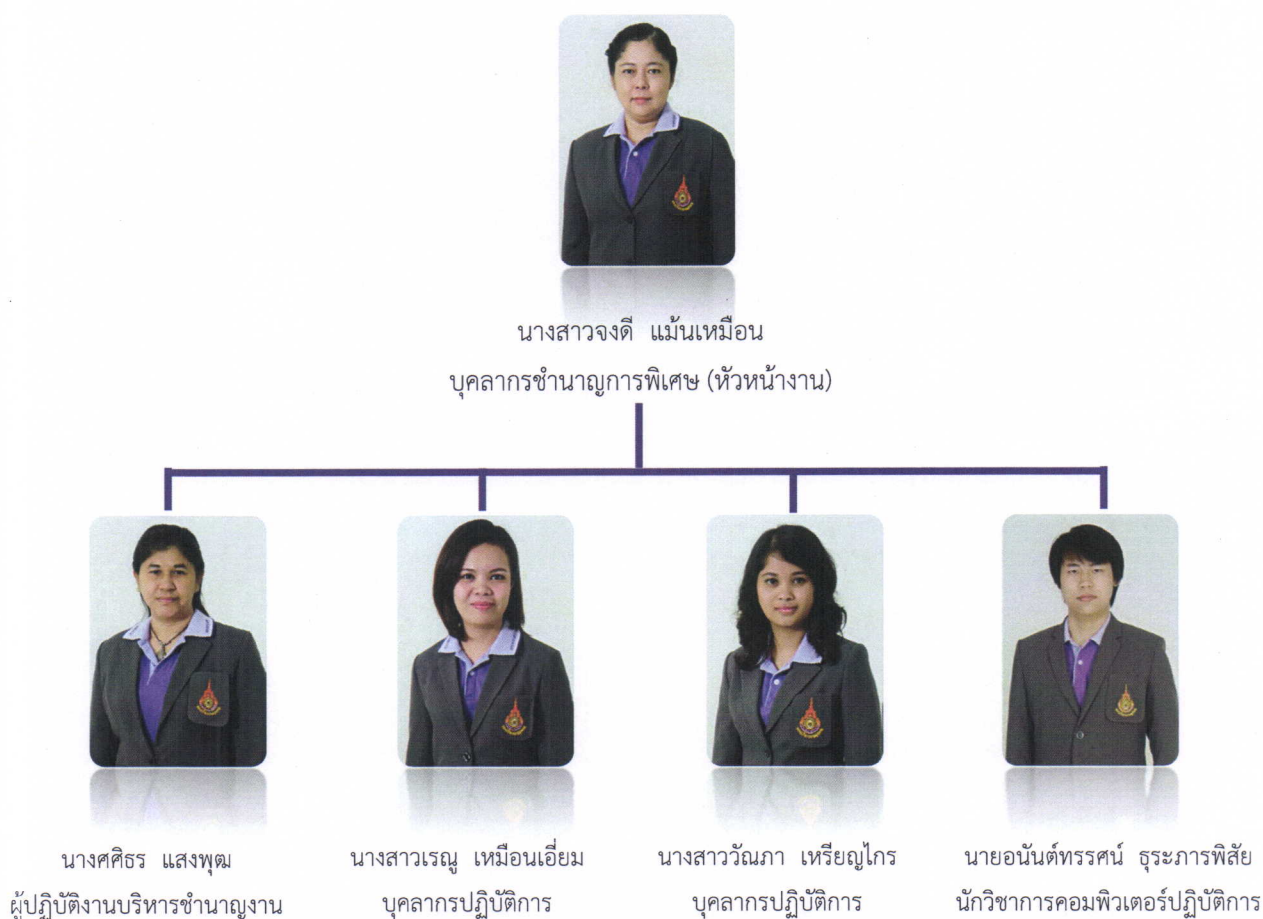 นางสาวจงดี แม้นเหมือน
บุคลากรชำนาญการพิเศษ (หัวหน้างาน)
นางศศิธร แสงพุฒ
ผู้ปฏิบัติงานบริหารชำนาญงาน
นางสาวเรณู เหมือนเอี่ยม
บุคลากรปฏิบัติการ
นางสาววัณภา เหรียญไกร
บุคลากรปฏิบัติการ
นายอนันต์ทรรศน์ ธุระภารพิสัย
นักวิชาการคอมพิวเตอร์ปฏิบัติการ